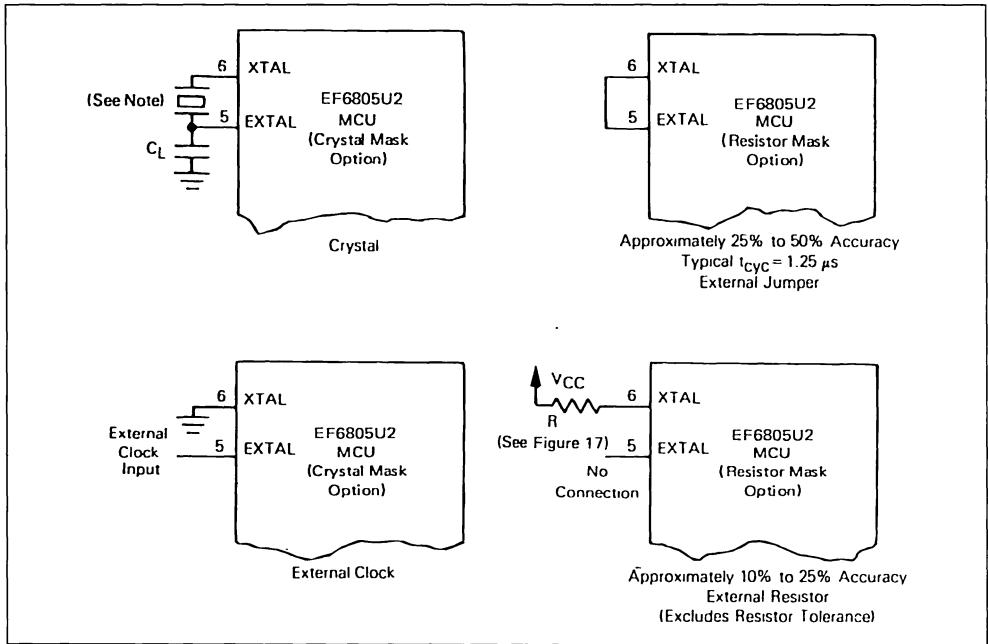 6 XTAL
(See Note)
5 EXTAL
CL
EF6805U2
MCU
(Crystal Mask
Option)
Crystal
6 XTAL
5 EXTAL
EF6805U2
MCU
(Resistor Mask
Option)
Approximately 25% to 50% Accuracy
Typical tcyc = 1.25 μs
External Jumper
6 XTAL
External
Clock
Input
5 EXTAL
EF6805U2
MCU
(Crystal Mask
Option)
External Clock
VCC
6 XTAL
R
(See Figure 17)
5 EXTAL
No
Connection
EF6805U2
MCU
(Resistor Mask
Option)
Approximately 10% to 25% Accuracy
External Resistor
(Excludes Resistor Tolerance)